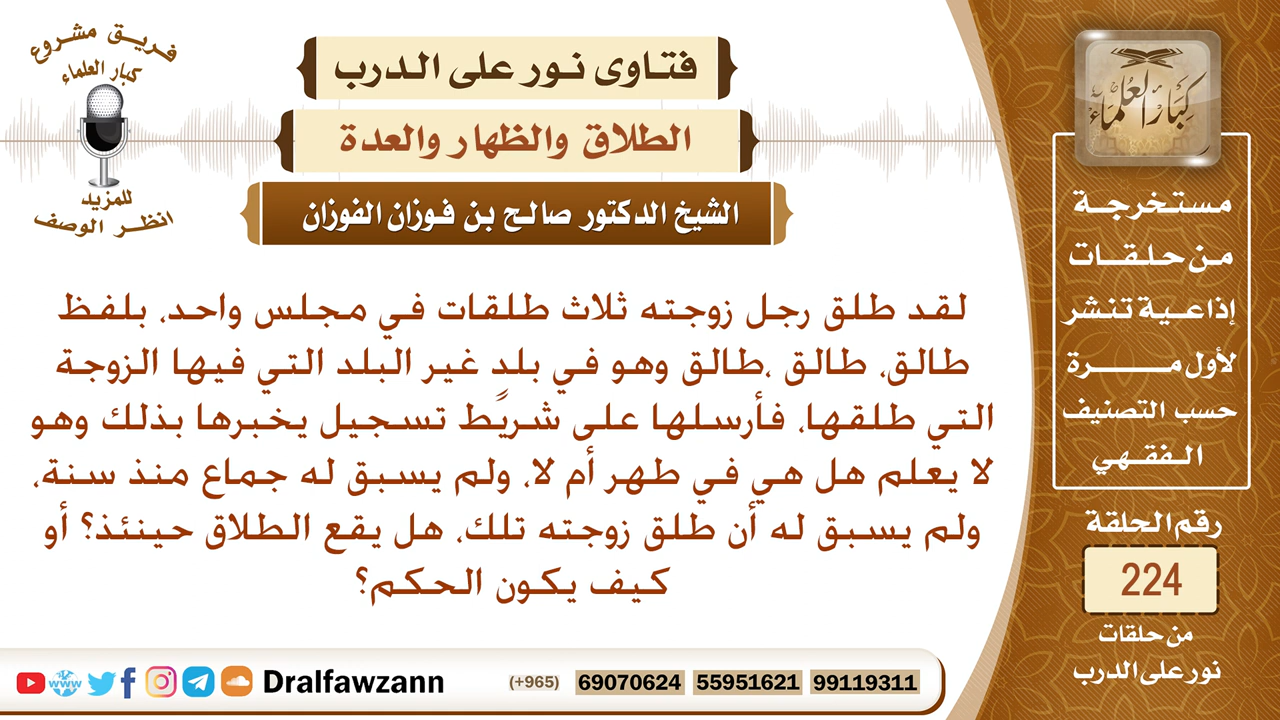 فريق مشروع
كبار العلماء
للمزيد
انظر الوصف
فتاوى نور على الدرب
الطلاق والظهار والعدة
الشيخ الدكتور صالح بن فوزان الفوزان
لقد طلق رجل زوجته ثلاث طلقات في مجلس واحد، بلفظ
طالق، طالق ،طالق وهو في بلدٍ غير البلد التي فيها الزوجة
التي طلقها، فأرسلها على شريًط تسجيل يخبرها بذلك وهو
لا يعلم هل هي في طهر أم لا، ولم يسبق له جماع منذ سنة،
ولم يسبق له أن طلق زوجته تلك، هل يقع الطلاق حينئذ؟ أو
كيف يكون الحكم؟
كبار العلماء
مستخرجة
من حلقات
إذاعية تنشر
لأول مرة
حسب التصنيف
الفقهي
رقم الحلقة
224
من حلقات
نور على الدرب
www
Dralfawzann
(+965) 69070624 55951621 99119311